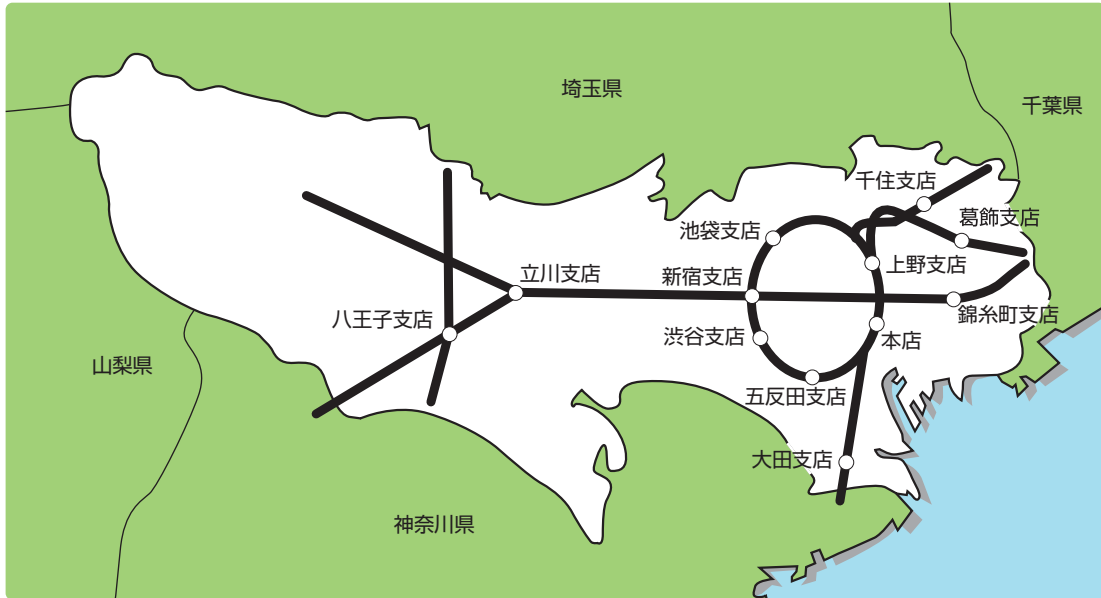 埼玉県
千葉県
千住支店
葛飾支店
池袋支店
上野支店
立川支店
新宿支店
錦糸町支店
八王子支店
渋谷支店
本店
山梨県
五反田支店
大田支店
神奈川県